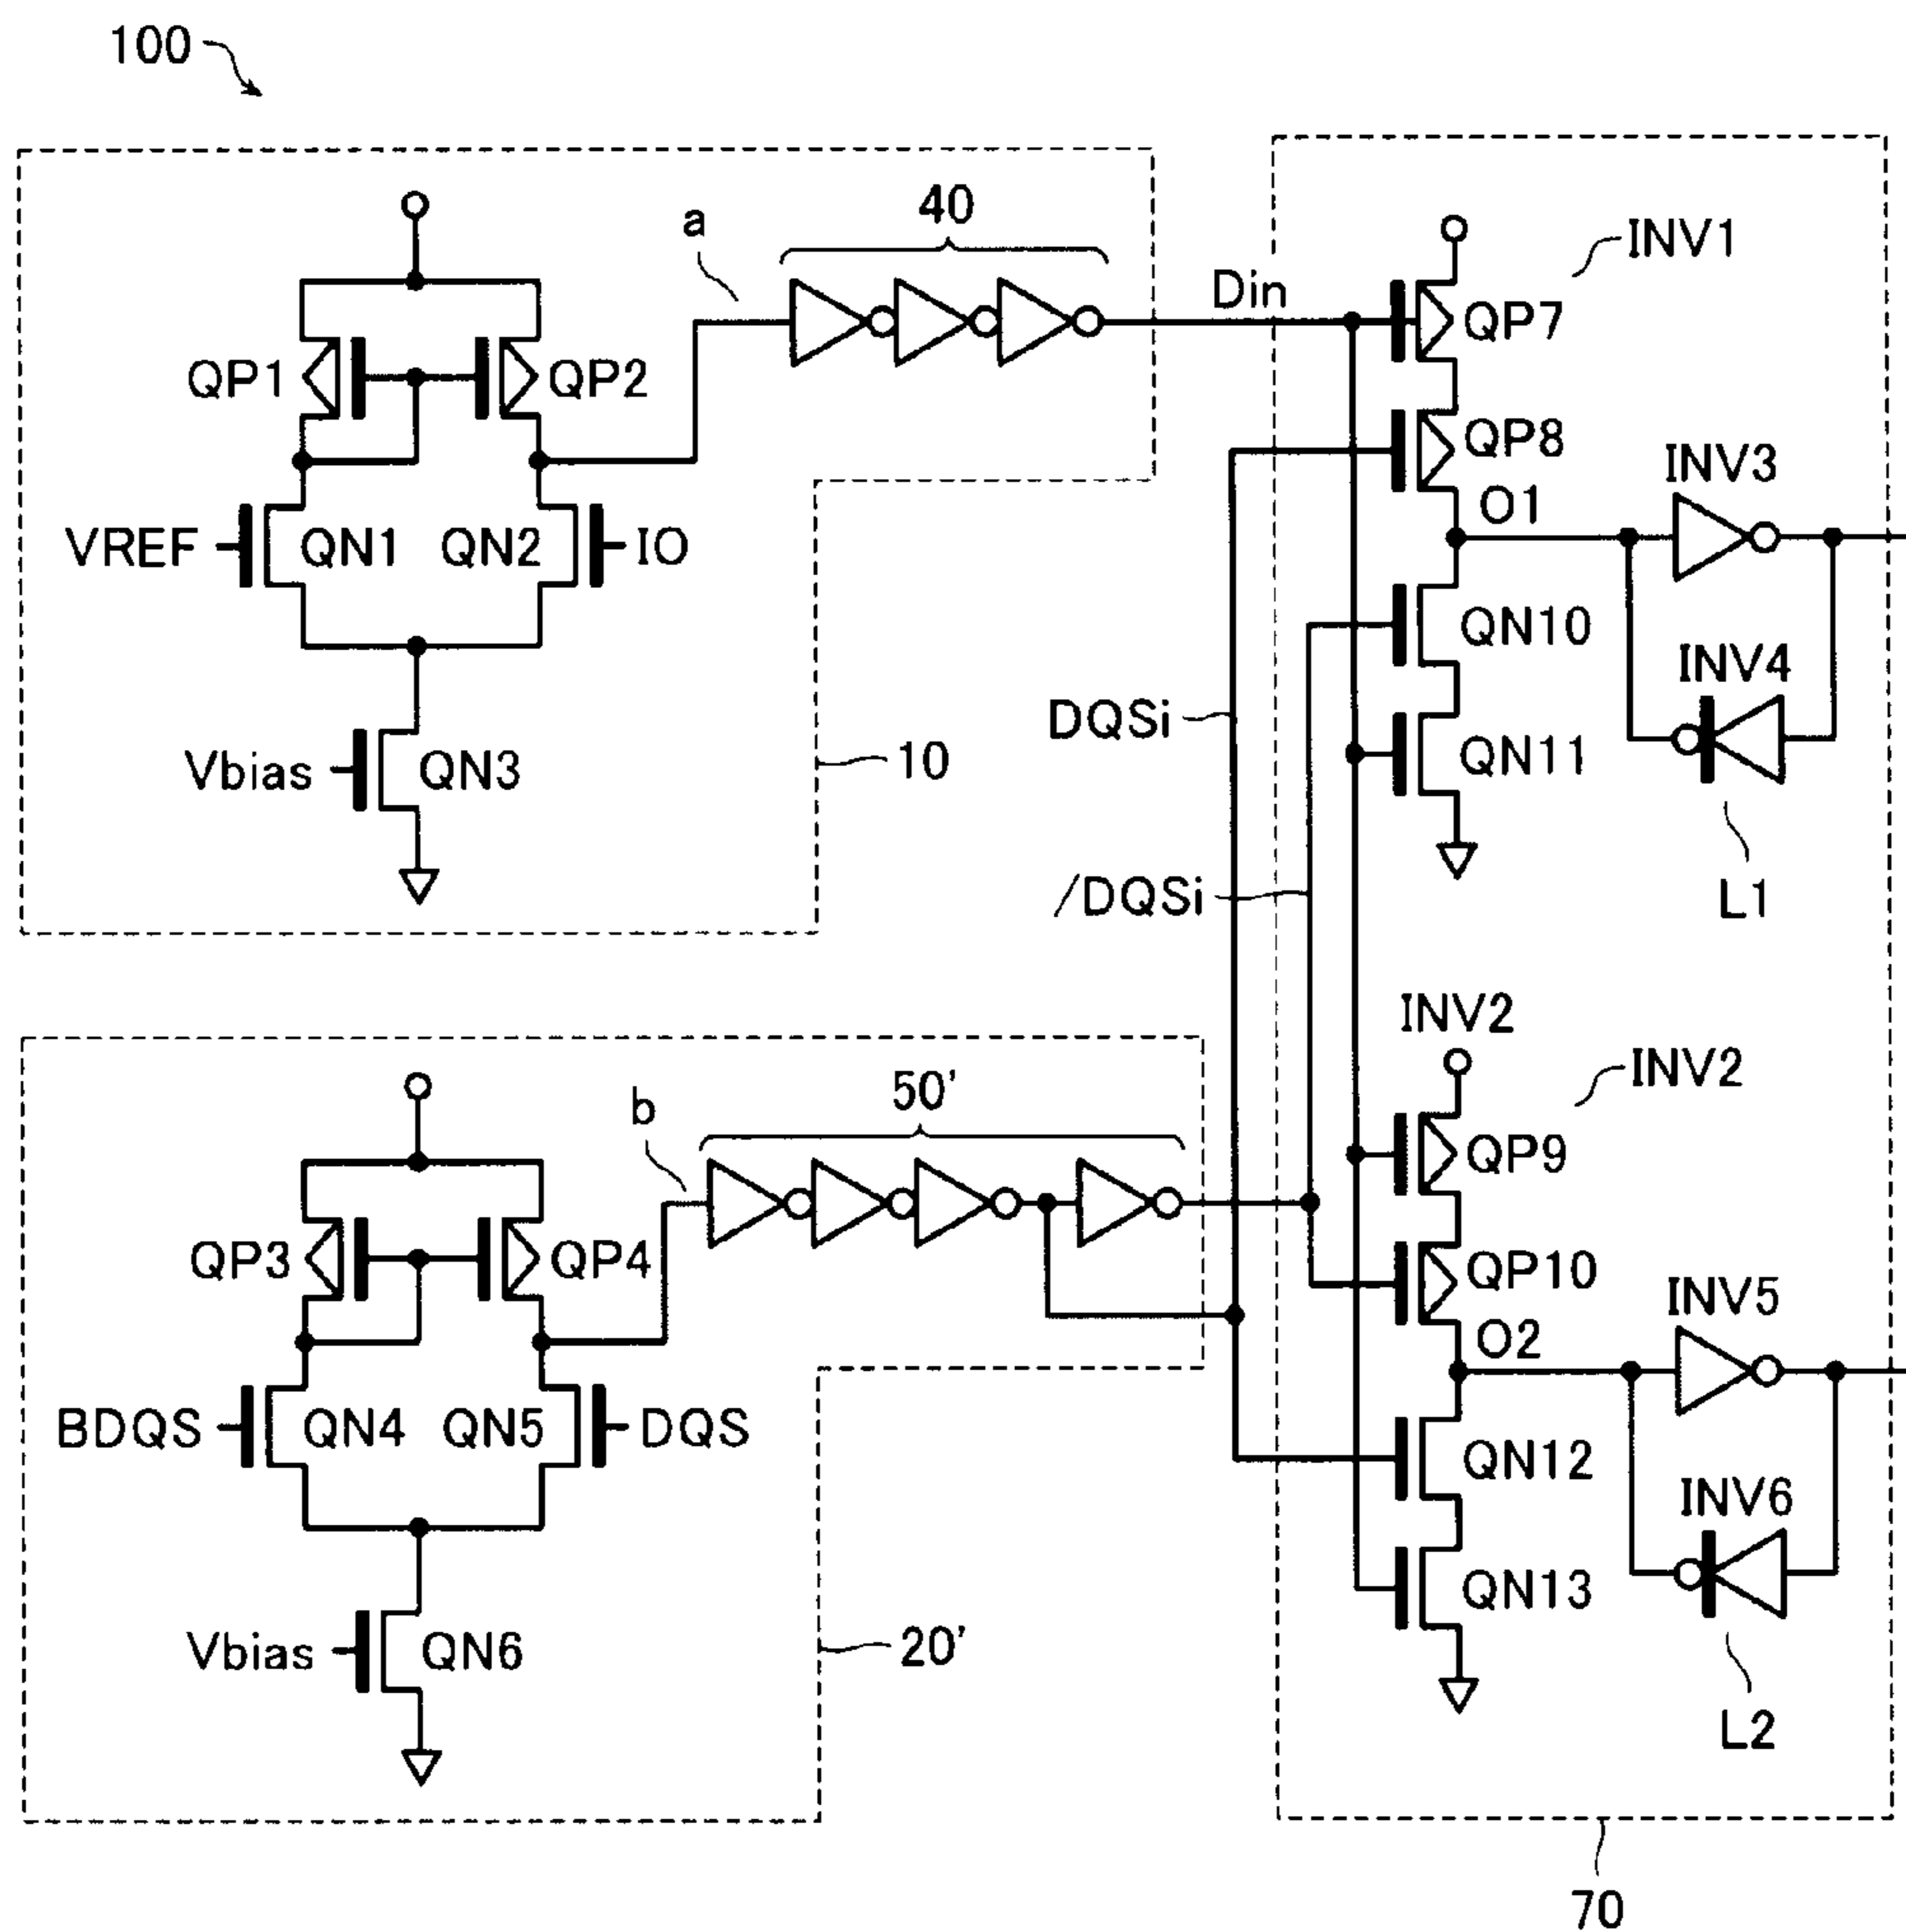 100
40
a
INV1
Din
QP7
QP1
QP2
QP8
INV3
O1
VREF
QN1
QN2
IO
QN10
INV4
DQSi
QN11
Vbias
QN3
10
/DQSi
L1
INV2
INV2
50'
b
QP9
QP3
QP4
QP10
INV5
O2
BDQS
QN4
QN5
DQS
QN12
INV6
QN13
Vbias
QN6
20'
L2
70